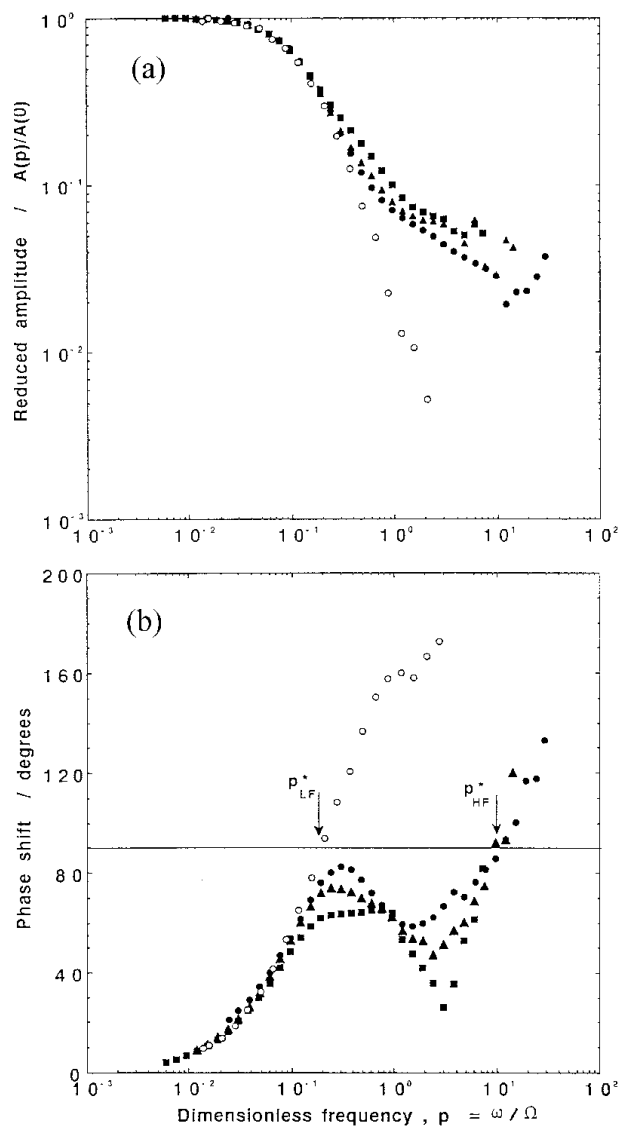 (a)
10⁰
10⁻¹
10⁻²
10⁻³
Reduced amplitude / A(p)/A(0)
10⁻³ 10⁻² 10⁻¹ 10⁰ 10¹ 10²
(b)
200
160
120
80
40
0
Phase shift / degrees
p*LF
p*HF
10⁻³ 10⁻² 10⁻¹ 10⁰ 10¹ 10²
Dimensionless frequency, p = ω/Ω